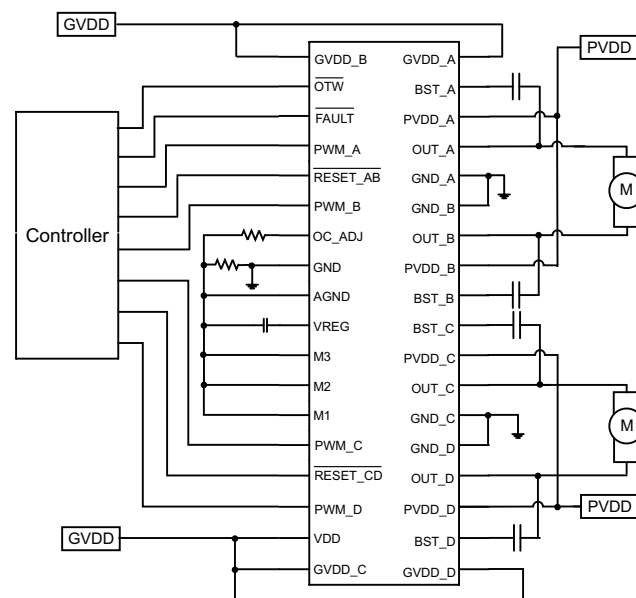 GVDD
PVDD
GVDD_B
GVDD_A
OTW
BST_A
FAULT
PVDD_A
PWM_A
OUT_A
RESET_AB
GND_A
M
PWM_B
GND_B
Controller
OC_ADJ
OUT_B
GND
PVDD_B
AGND
BST_B
VREG
BST_C
M3
PVDD_C
M2
OUT_C
M1
GND_C
M
PWM_C
GND_D
RESET_CD
OUT_D
PWM_D
PVDD_D
PVDD
GVDD
VDD
BST_D
GVDD_C
GVDD_D